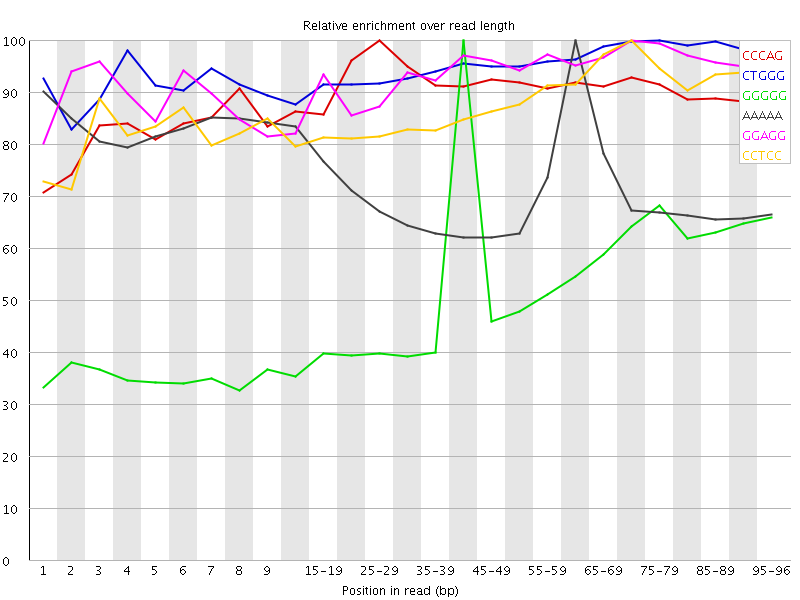 Relative enrichment over read length
100
90
80
70
60
50
40
30
20
10
0
CCCAG
CTGGG
GGGGG
AAAAA
GGAGG
CCTCC
1 2 3 4 5 6 7 8 9 15-19 25-29 35-39 45-49 55-59 65-69 75-79 85-89 95-96
Position in read (bp)